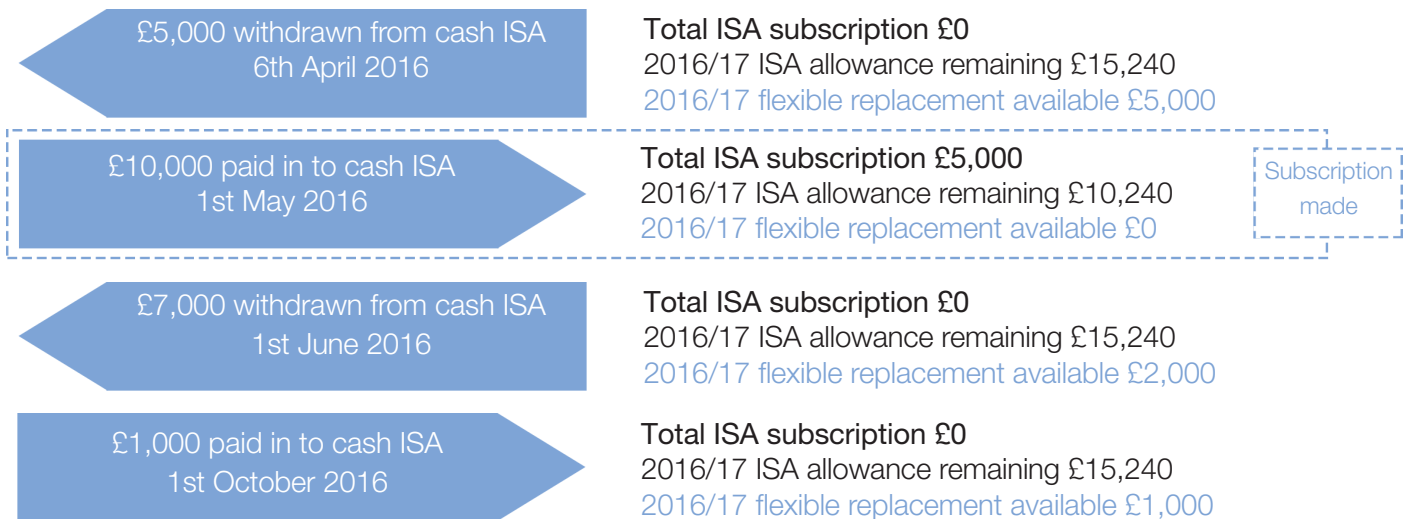 £5,000 withdrawn from cash ISA
6th April 2016
Total ISA subscription £0
2016/17 ISA allowance remaining £15,240
2016/17 flexible replacement available £5,000
£10,000 paid in to cash ISA
1st May 2016
Total ISA subscription £5,000
2016/17 ISA allowance remaining £10,240
2016/17 flexible replacement available £0
Subscription
made
£7,000 withdrawn from cash ISA
1st June 2016
Total ISA subscription £0
2016/17 ISA allowance remaining £15,240
2016/17 flexible replacement available £2,000
£1,000 paid in to cash ISA
1st October 2016
Total ISA subscription £0
2016/17 ISA allowance remaining £15,240
2016/17 flexible replacement available £1,000